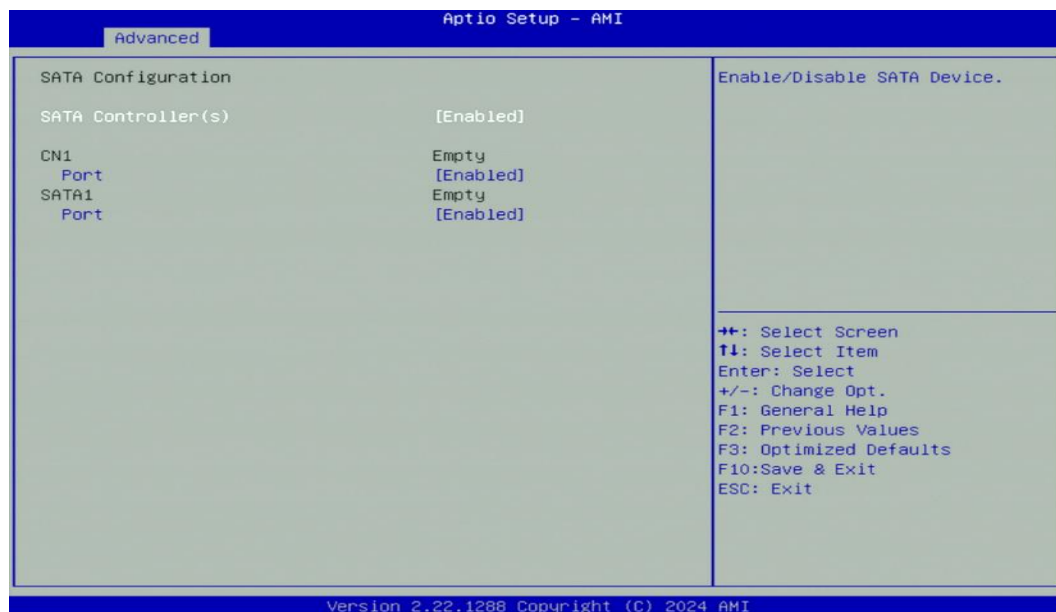 Aptio Setup – AMI
Advanced
SATA Configuration
SATA Controller(s) [Enabled]
CN1 Empty
Port [Enabled]
SATA1 Empty
Port [Enabled]
Enable/Disable SATA Device.
→←: Select Screen
↑↓: Select Item
Enter: Select
+/-: Change Opt.
F1: General Help
F2: Previous Values
F3: Optimized Defaults
F10:Save & Exit
ESC: Exit
Version 2.22.1288 Copyright (C) 2024 AMI